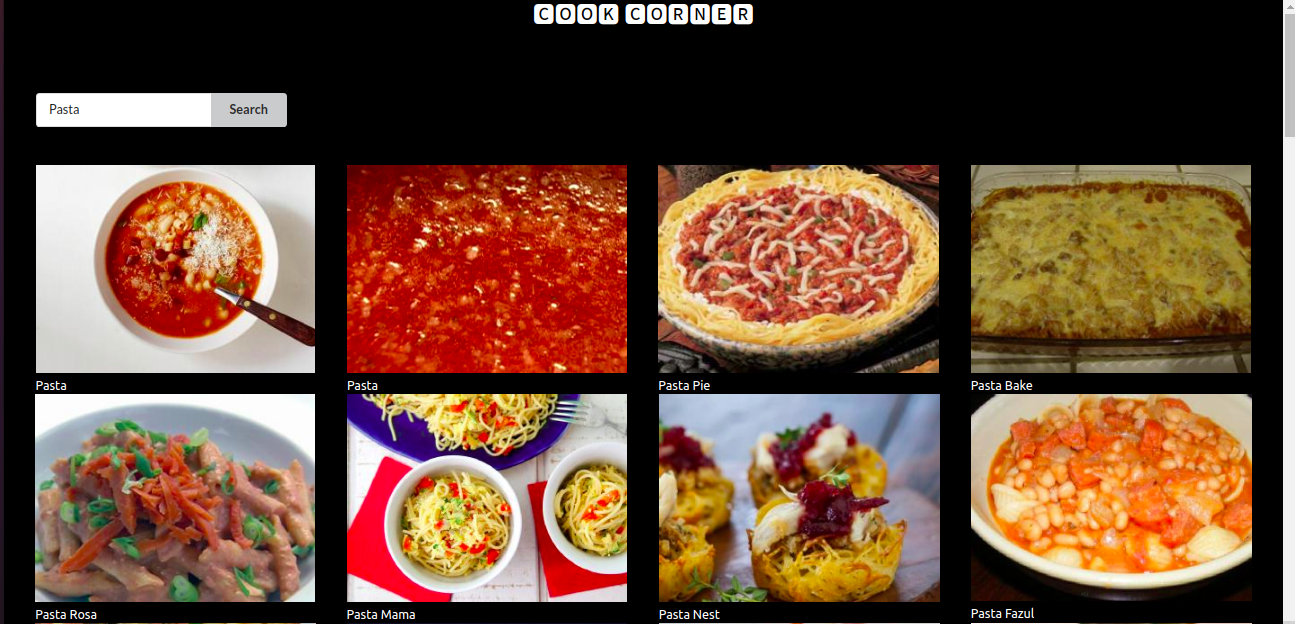 COOK CORNER
Pasta Search
Pasta
Pasta
Pasta Pie
Pasta Bake
Pasta Rosa
Pasta Mama
Pasta Nest
Pasta Fazul